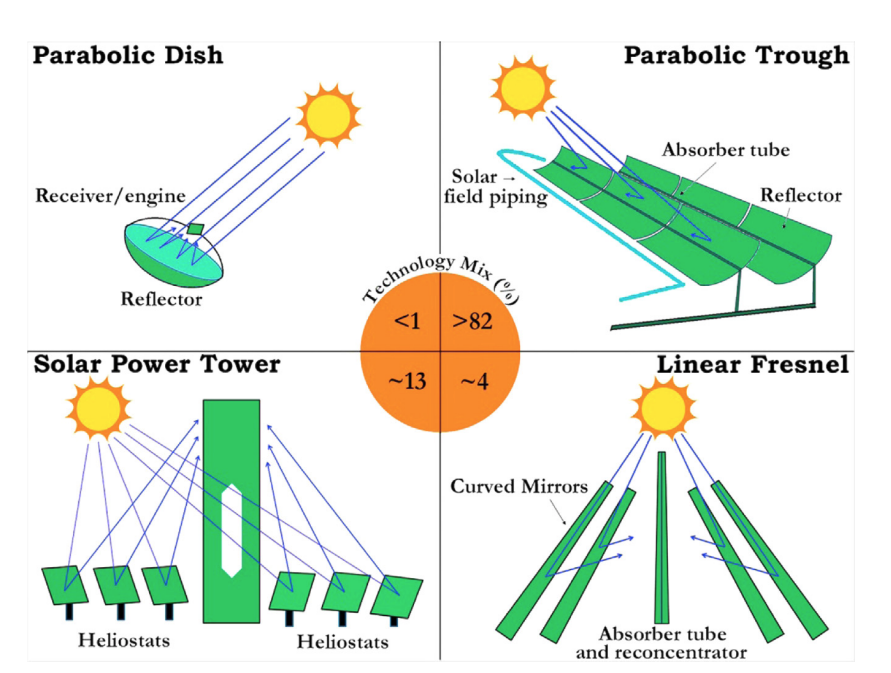 Parabolic Dish
Receiver/engine
Reflector
Parabolic Trough
Absorber tube
Solar →
field piping
Reflector
Technology Mix (%)
<1
>82
~13
~4
Solar Power Tower
Heliostats
Heliostats
Linear Fresnel
Curved Mirrors
Absorber tube
and reconcentrator